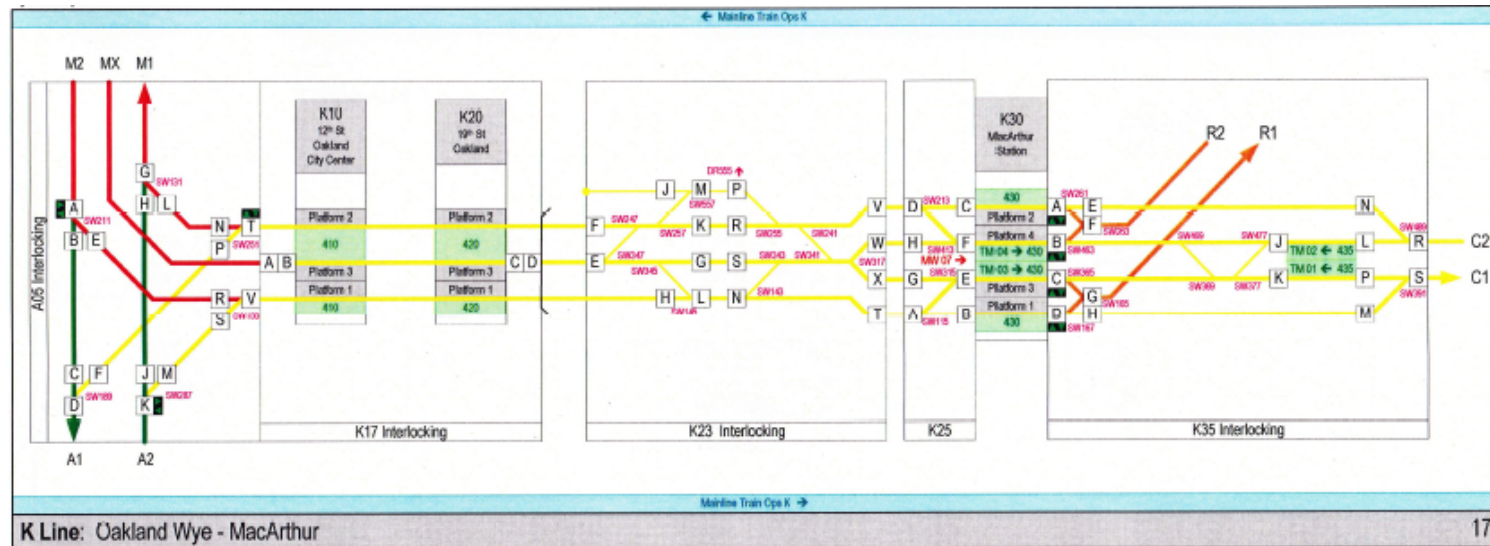 ← Mainline Train Ops K
M2 MX M1
R2 R1
K10
12th St
Oakland
City Center
K20
19th St
Oakland
K30
MacArthur
Station
A05 Interlocking
G SW131
H L
A SW211
B E
N T
P SW251
R V
S
C F
D SW189
J M
K
A1 A2
A B
C D
Platform 2
410
Platform 3
Platform 1
410
Platform 2
420
Platform 3
Platform 1
420
K17 Interlocking
DR555 ↑
J M P
SW557
F SW247
SW257 K R SW255 SW241
E SW347
SW345 G S SW343 SW341
H L N SW143
V
W SW317
X
T
K23 Interlocking
D SW213 C
H SW413 F
MW 07 →
G SW315 E
A SW115 B
K25
430
Platform 2
Platform 4
TM 04 → 430
TM 03 → 430
Platform 3
Platform 1
430
SW261
A E
F SW263
B SW463
C SW365
G SW165
D H
SW167
SW469 SW477 J
SW369 SW377 K
TM 02 ← 435
TM 01 ← 435
N
L R SW489
P S
SW391
M
C2
C1
K35 Interlocking
Mainline Train Ops K →
K Line: Oakland Wye - MacArthur 17